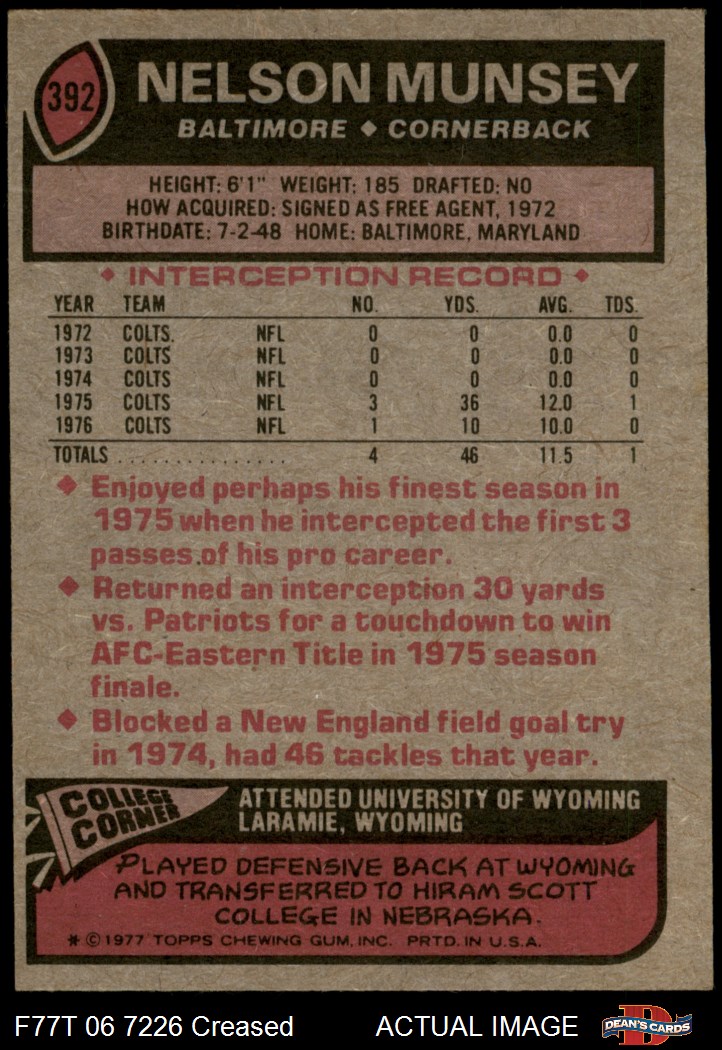 392
NELSON MUNSEY
BALTIMORE ◆ CORNERBACK
HEIGHT: 6'1" WEIGHT: 185 DRAFTED: NO
HOW ACQUIRED: SIGNED AS FREE AGENT, 1972
BIRTHDATE: 7-2-48 HOME: BALTIMORE, MARYLAND
◆ INTERCEPTION RECORD ◆
YEAR TEAM NO. YDS. AVG. TDS.
1972 COLTS. NFL 0 0 0.0 0
1973 COLTS NFL 0 0 0.0 0
1974 COLTS NFL 0 0 0.0 0
1975 COLTS NFL 3 36 12.0 1
1976 COLTS NFL 1 10 10.0 0
TOTALS ................ 4 46 11.5 1
◆ Enjoyed perhaps his finest season in
1975 when he intercepted the first 3
passes of his pro career.
◆ Returned an interception 30 yards
vs. Patriots for a touchdown to win
AFC-Eastern Title in 1975 season
finale.
◆ Blocked a New England field goal try
in 1974, had 46 tackles that year.
COLLEGE
CORNER
ATTENDED UNIVERSITY OF WYOMING
LARAMIE, WYOMING
PLAYED DEFENSIVE BACK AT WYOMING
AND TRANSFERRED TO HIRAM SCOTT
COLLEGE IN NEBRASKA.
* © 1977 TOPPS CHEWING GUM, INC. PRTD. IN U.S.A.
F77T 06 7226 Creased ACTUAL IMAGE
D
DEAN'S CARDS